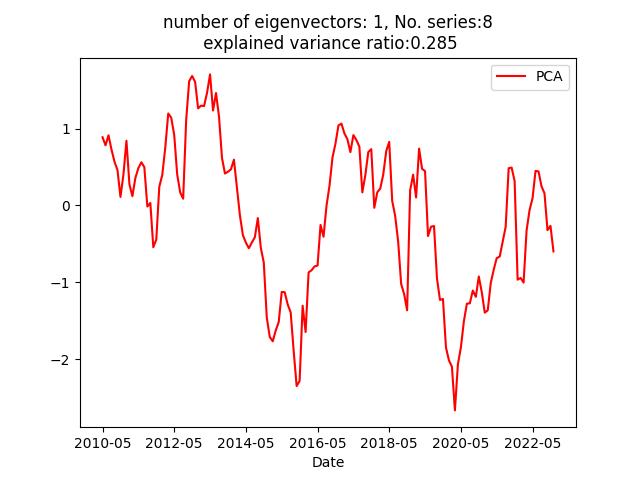 number of eigenvectors: 1, No. series:8
explained variance ratio:0.285
PCA
1
0
−1
−2
2010-05 2012-05 2014-05 2016-05 2018-05 2020-05 2022-05
Date